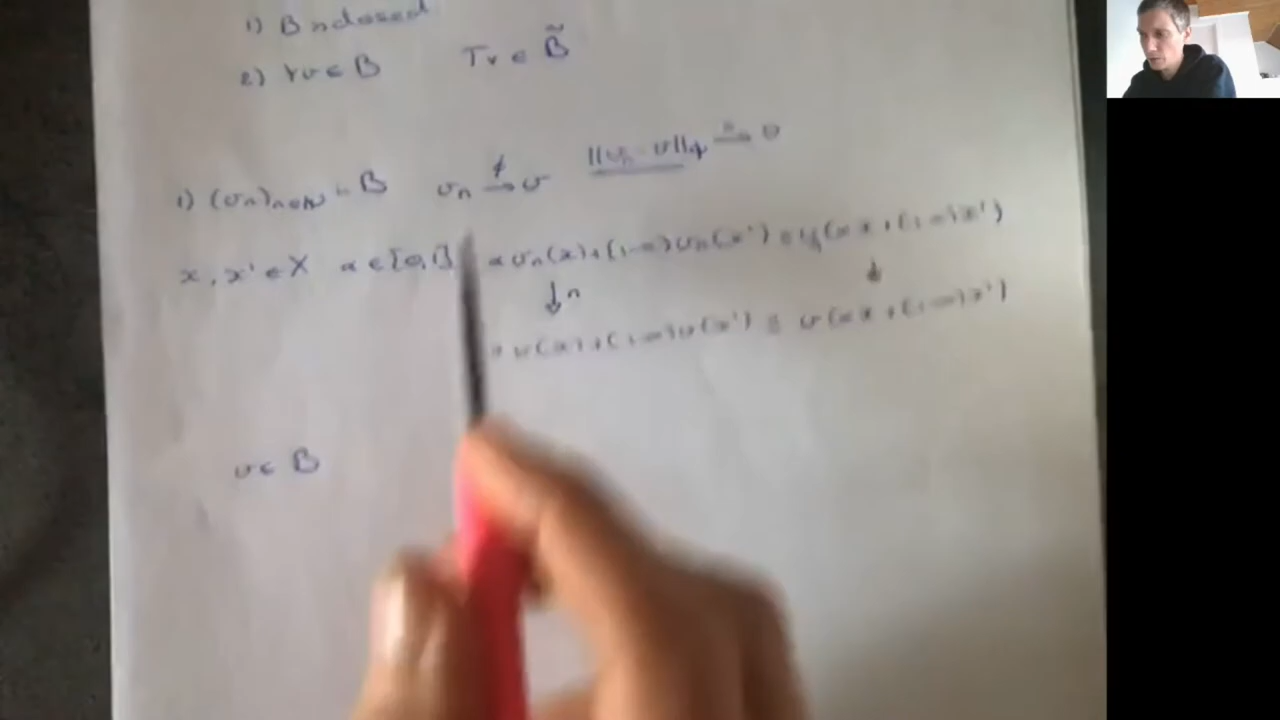 1) B closed
2) ∀v ∈ B Tv ∈ B̃
1) (vₙ)ₙ∈ℕ B vₙ →^φ v ‖vₙ - v‖_φ →ⁿ 0
x, x' ∈ X α ∈ [0,1] αvₙ(x)+(1-α)vₙ(x') ≤ vₙ(αx+(1-α)x')
↓n ↓
αv(x)+(1-α)v(x') ≤ v(αx+(1-α)x')
v ∈ B